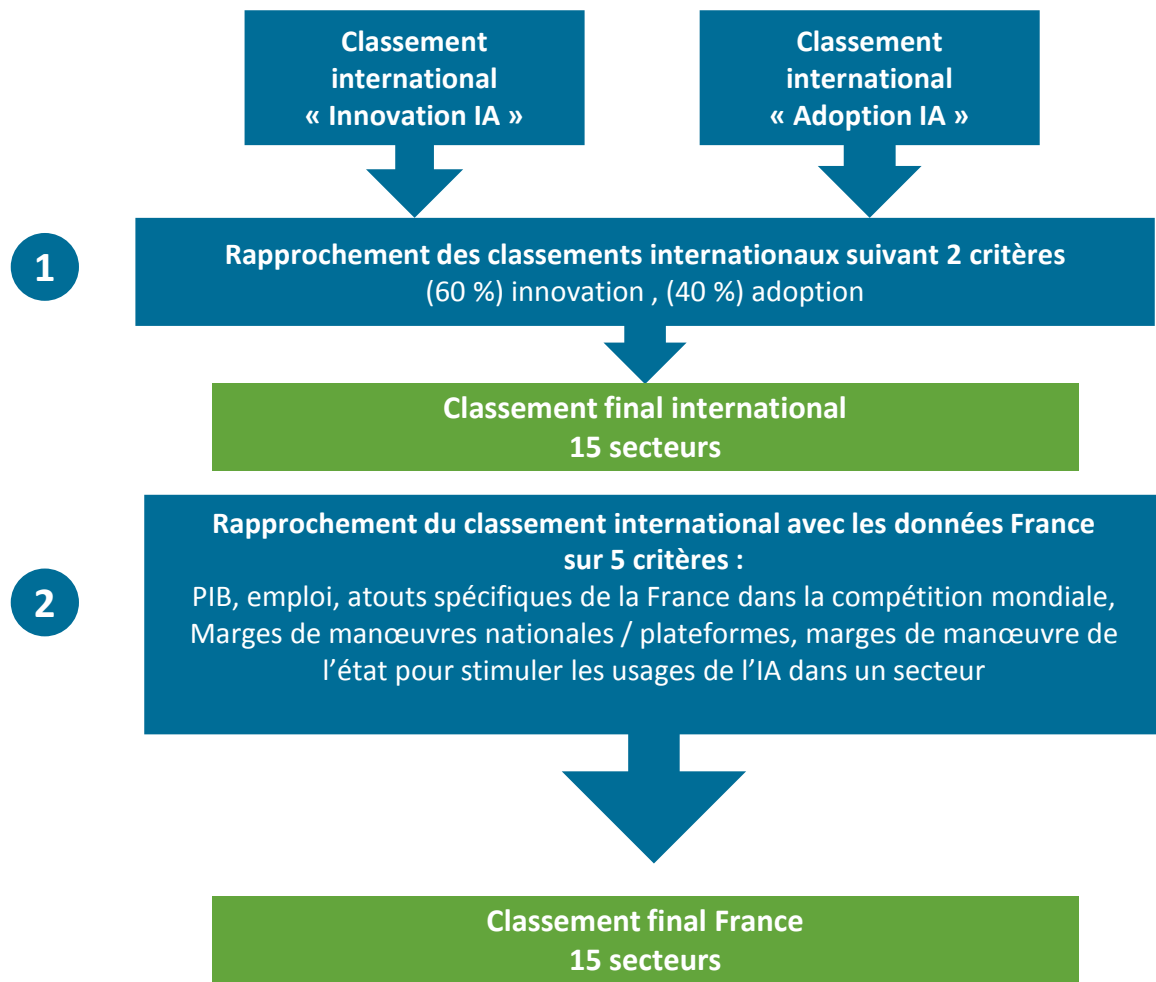 Classement
international
« Innovation IA »
Classement
international
« Adoption IA »
1
Rapprochement des classements internationaux suivant 2 critères
(60 %) innovation , (40 %) adoption
Classement final international
15 secteurs
2
Rapprochement du classement international avec les données France
sur 5 critères :
PIB, emploi, atouts spécifiques de la France dans la compétition mondiale,
Marges de manœuvres nationales / plateformes, marges de manœuvre de
l’état pour stimuler les usages de l’IA dans un secteur
Classement final France
15 secteurs